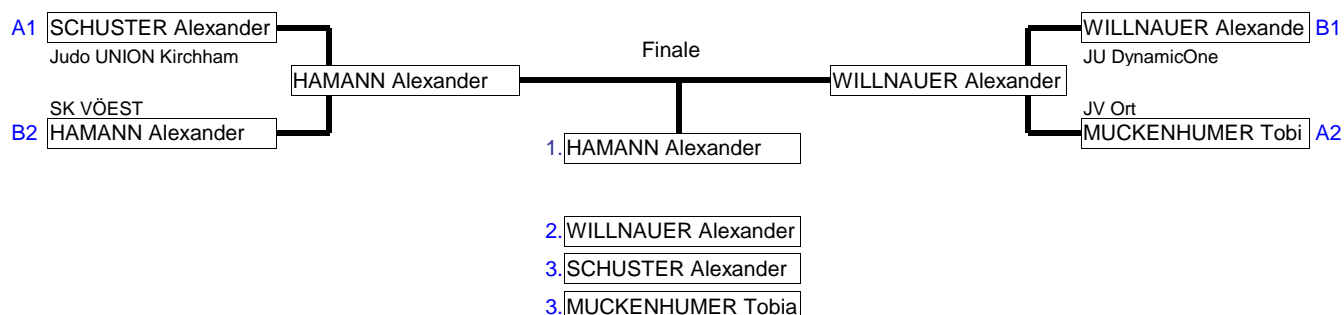 A1 SCHUSTER Alexander
Judo UNION Kirchham
SK VÖEST
B2 HAMANN Alexander
HAMANN Alexander
Finale
WILLNAUER Alexander
WILLNAUER Alexande B1
JU DynamicOne
JV Ort
MUCKENHUMER Tobi A2
1. HAMANN Alexander
2. WILLNAUER Alexander
3. SCHUSTER Alexander
3. MUCKENHUMER Tobia